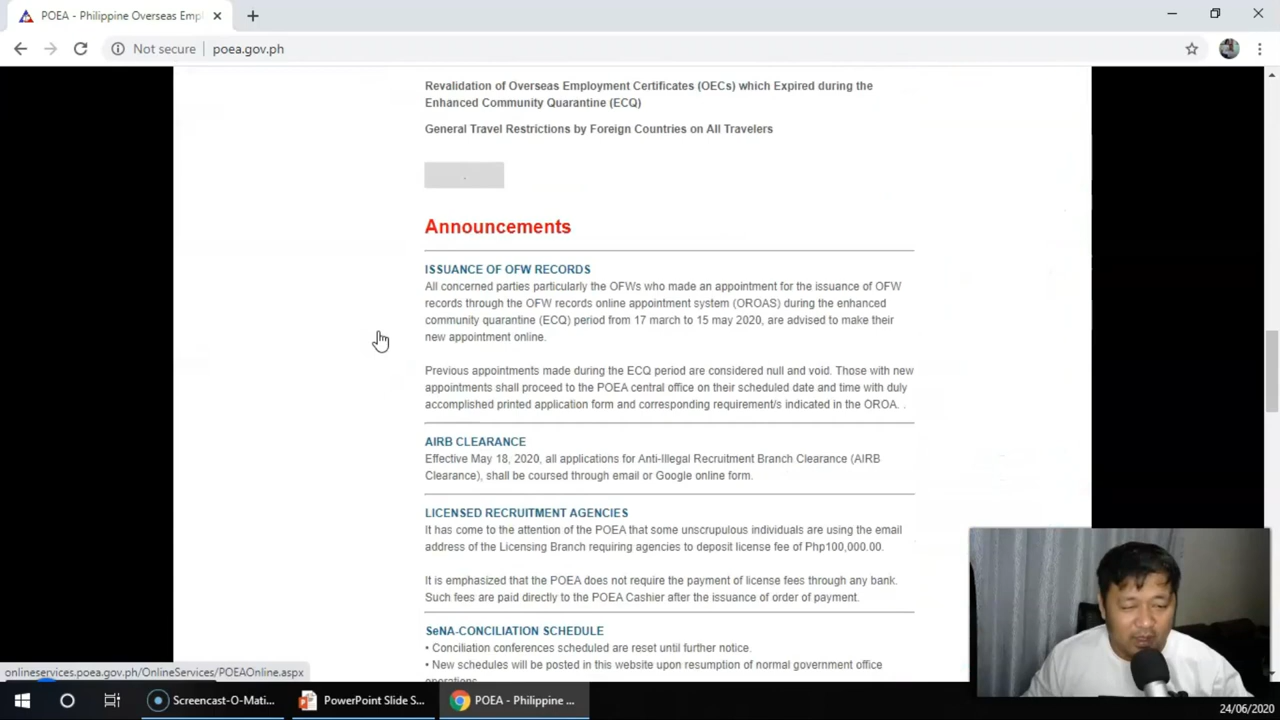 POEA - Philippine Overseas Emp
Not secure
poea.gov.ph
Revalidation of Overseas Employment Certificates (OECs) which Expired during the
Enhanced Community Quarantine (ECQ)
General Travel Restrictions by Foreign Countries on All Travelers
Announcements
ISSUANCE OF OFW RECORDS
All concerned parties particularly the OFWs who made an appointment for the issuance of OFW
records through the OFW records online appointment system (OROAS) during the enhanced
community quarantine (ECQ) period from 17 march to 15 may 2020, are advised to make their
new appointment online.
Previous appointments made during the ECQ period are considered null and void. Those with new
appointments shall proceed to the POEA central office on their scheduled date and time with duly
accomplished printed application form and corresponding requirement/s indicated in the OROA. .
AIRB CLEARANCE
Effective May 18, 2020, all applications for Anti-Illegal Recruitment Branch Clearance (AIRB
Clearance), shall be coursed through email or Google online form.
LICENSED RECRUITMENT AGENCIES
It has come to the attention of the POEA that some unscrupulous individuals are using the email
address of the Licensing Branch requiring agencies to deposit license fee of Php100,000.00.
It is emphasized that the POEA does not require the payment of license fees through any bank.
Such fees are paid directly to the POEA Cashier after the issuance of order of payment.
SeNA-CONCILIATION SCHEDULE
• Conciliation conferences scheduled are reset until further notice.
• New schedules will be posted in this website upon resumption of normal government office
operations.
onlineservices.poea.gov.ph/OnlineServices/POEAOnline.aspx
Screencast-O-Mati...
PowerPoint Slide S...
POEA - Philippine ...
24/06/2020